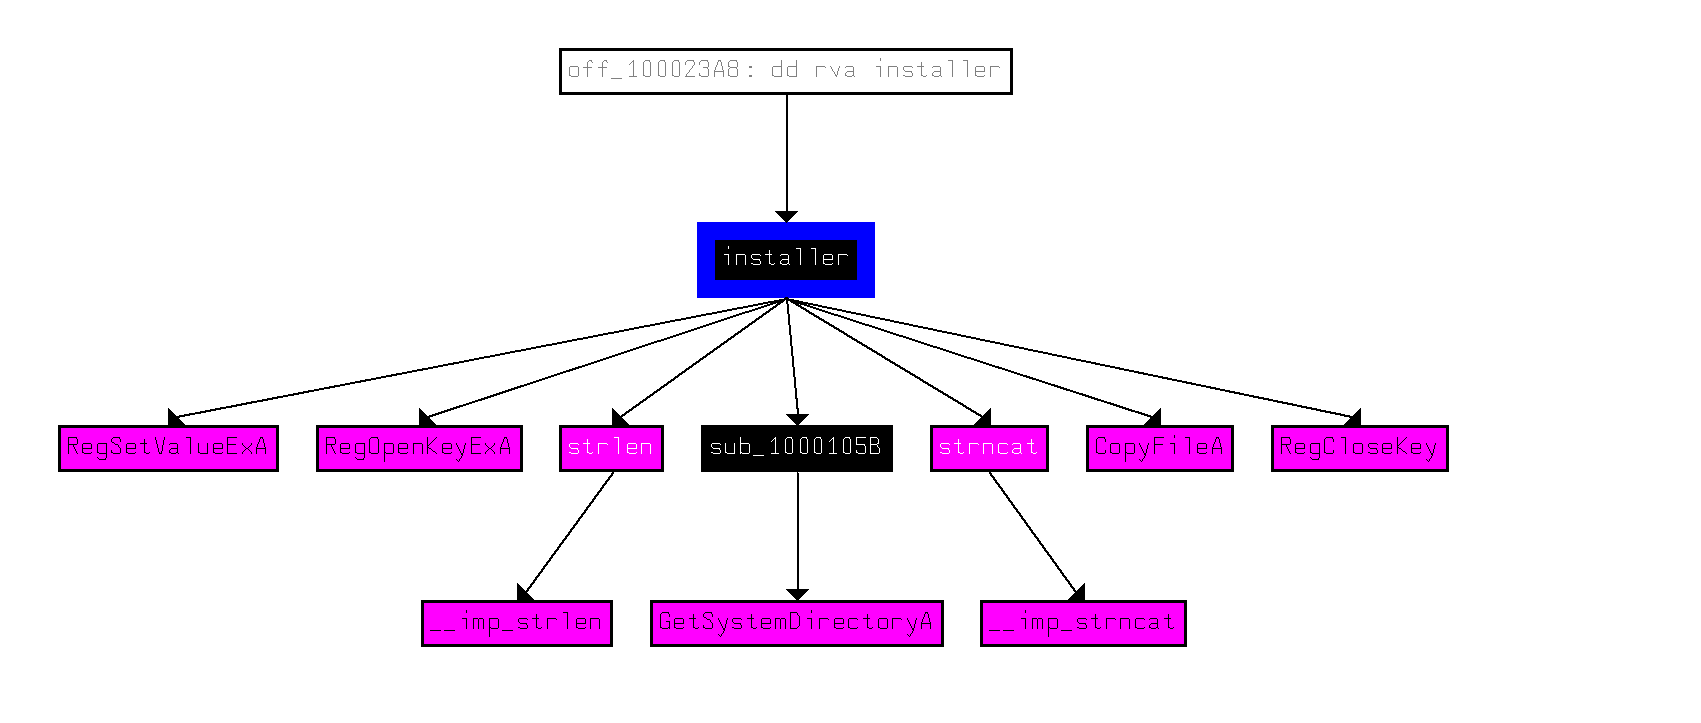 off_100023A8: dd rva installer
installer
RegSetValueExA
RegOpenKeyExA
strlen
sub_1000105B
strncat
CopyFileA
RegCloseKey
__imp_strlen
GetSystemDirectoryA
__imp_strncat